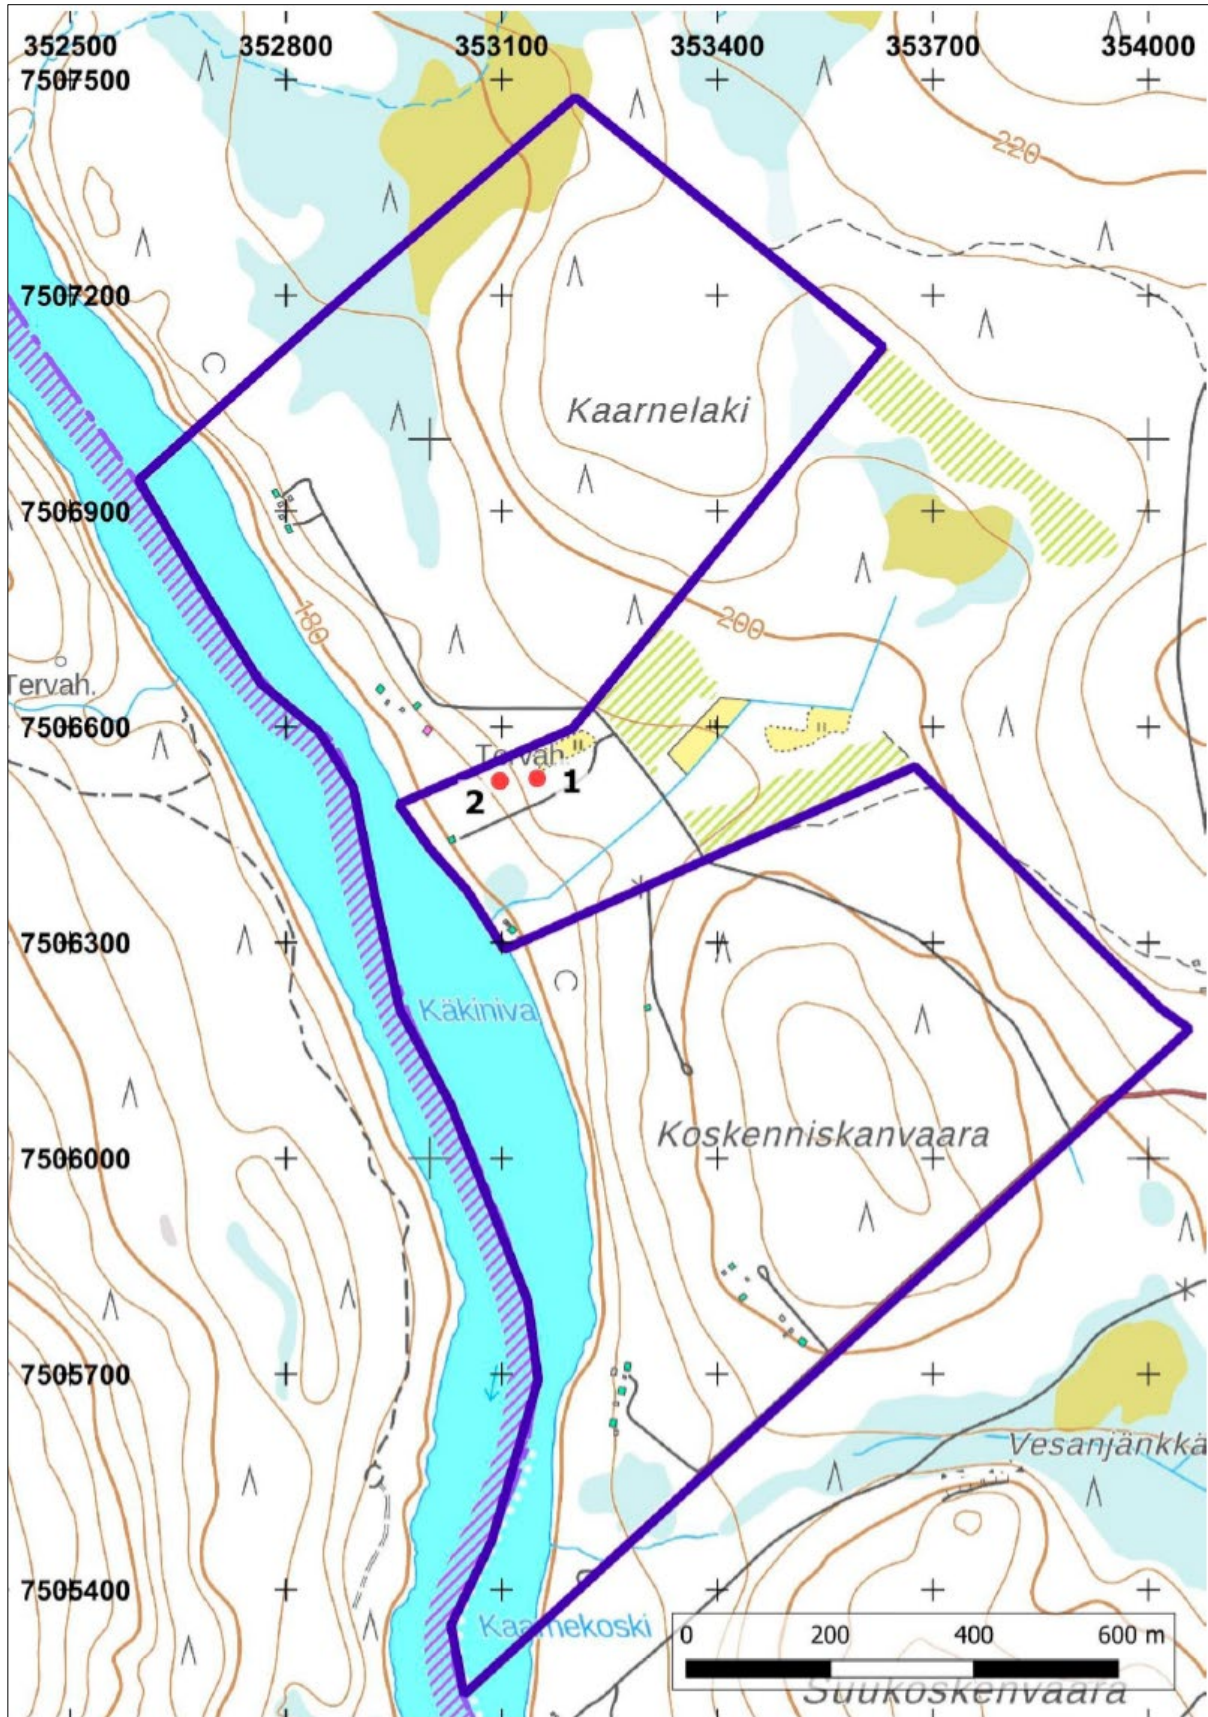 352500 352800 353100 353400 353700 354000
7507500
220
7507200
Kaarnelaki
7506900
180
200
Tervah.
7506600
Tervah.
2 1
7506300
Käkiniva
Koskenniskanvaara
7506000
7505700
Vesanjänkkä
7505400
Kaarnekoski
0 200 400 600 m
Suukoskenvaara